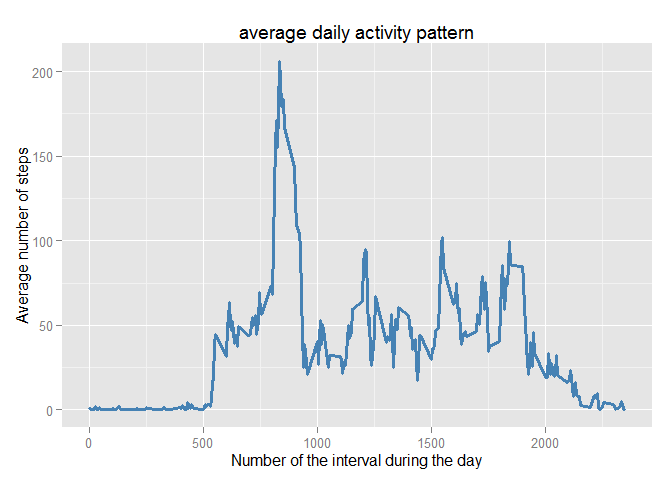 average daily activity pattern
200
150
100
50
0
Average number of steps
0 500 1000 1500 2000
Number of the interval during the day